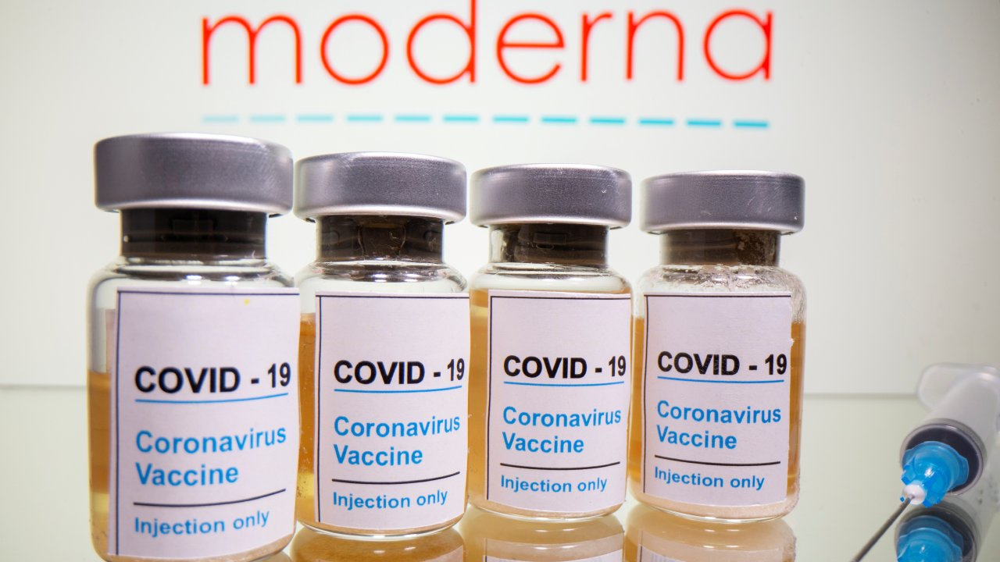 moderna
COVID - 19
Coronavirus
Vaccine
Injection only
COVID - 19
Coronavirus
Vaccine
Injection only
COVID - 19
Coronavirus
Vaccine
Injection only
COVID - 19
Coronavirus
Vaccine
Injection only